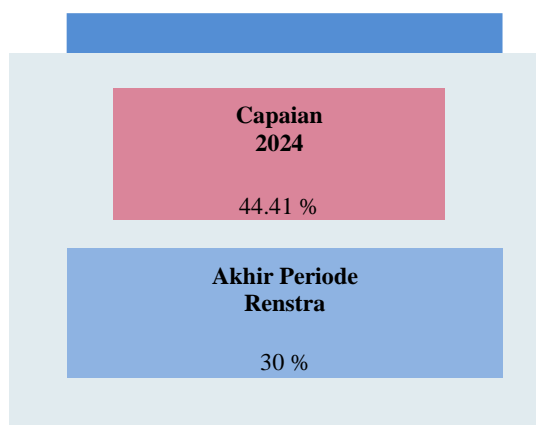 Capaian
2024
44.41 %
Akhir Periode
Renstra
30 %